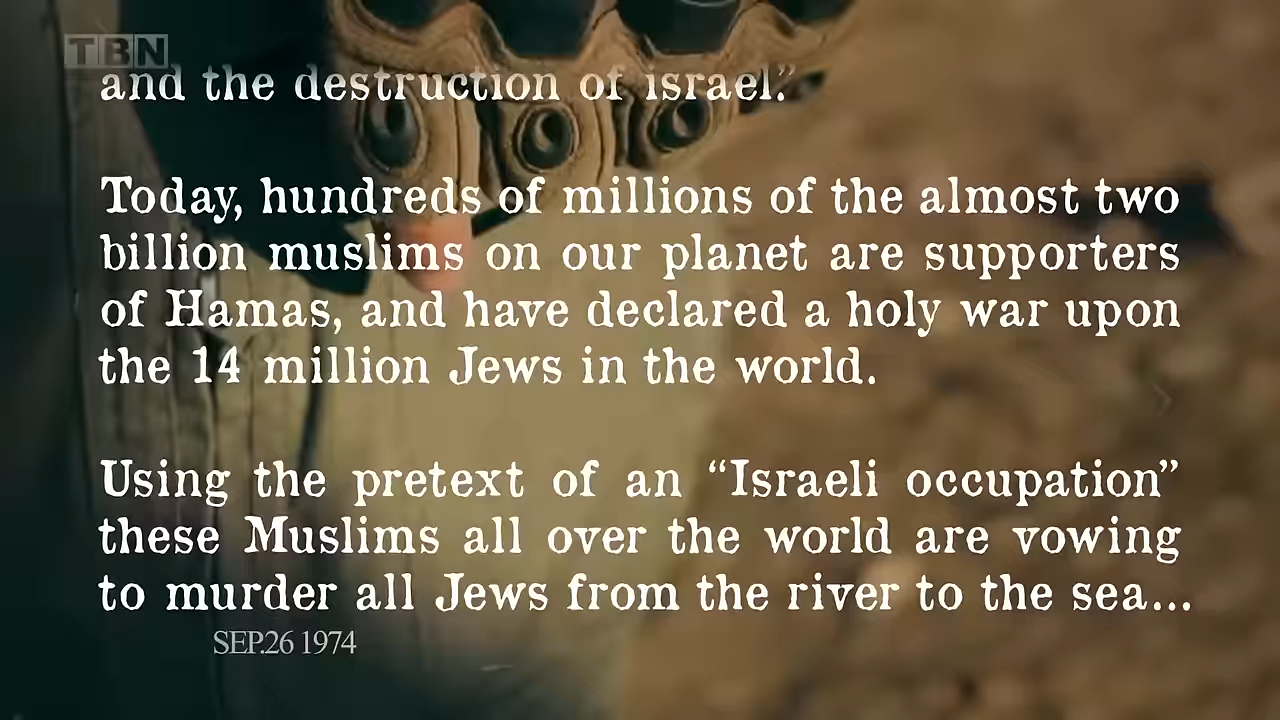 TBN
and the destruction of israel."
Today, hundreds of millions of the almost two
billion muslims on our planet are supporters
of Hamas, and have declared a holy war upon
the 14 million Jews in the world.
Using the pretext of an “Israeli occupation”
these Muslims all over the world are vowing
to murder all Jews from the river to the sea...
SEP.26 1974